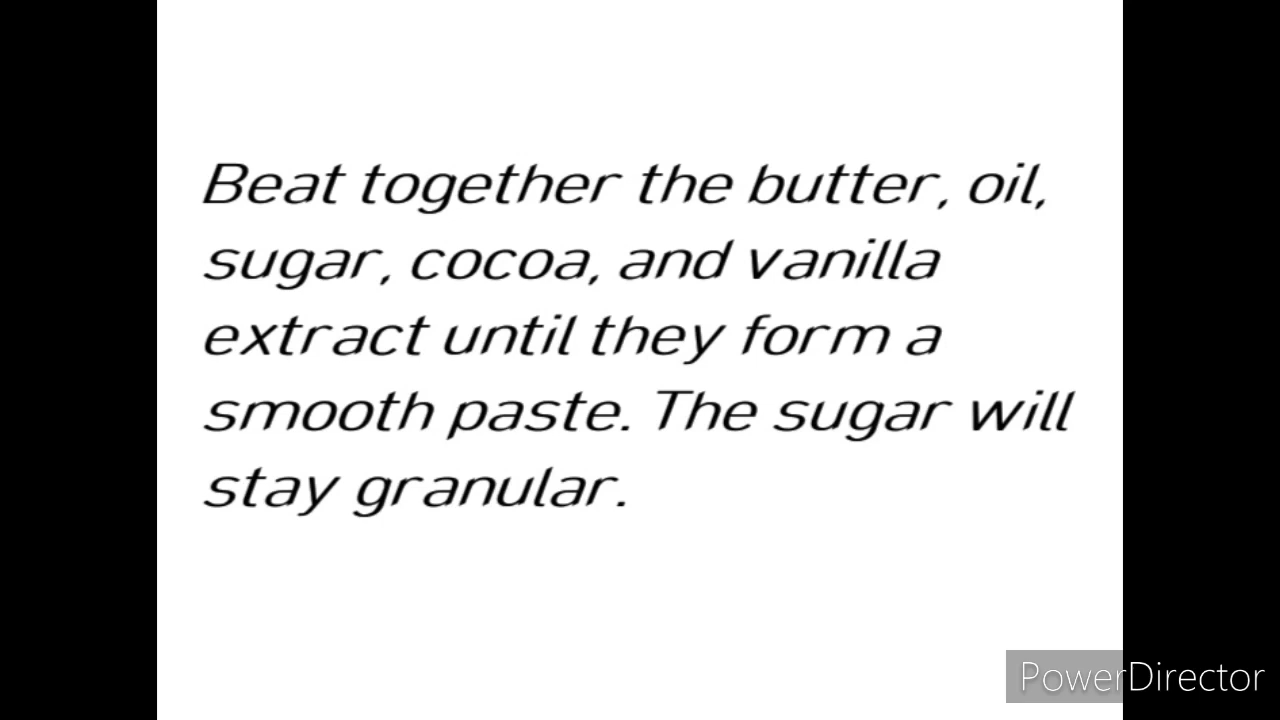 Beat together the butter, oil,
sugar, cocoa, and vanilla
extract until they form a
smooth paste. The sugar will
stay granular.
PowerDirector